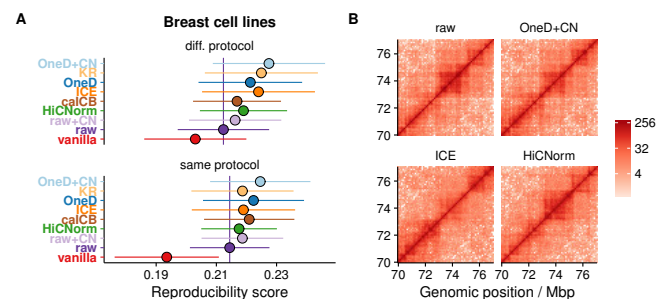 A
Breast cell lines
diff. protocol
OneD+CN
KR
OneD
ICE
calCB
HiCNorm
raw+CN
raw
vanilla
same protocol
OneD+CN
KR
OneD
ICE
calCB
HiCNorm
raw+CN
raw
vanilla
0.19 0.21 0.23
Reproducibility score
B
raw OneD+CN
76
74
72
70
ICE HiCNorm
76
74
72
70
70 72 74 76 70 72 74 76
Genomic position / Mbp
256
32
4